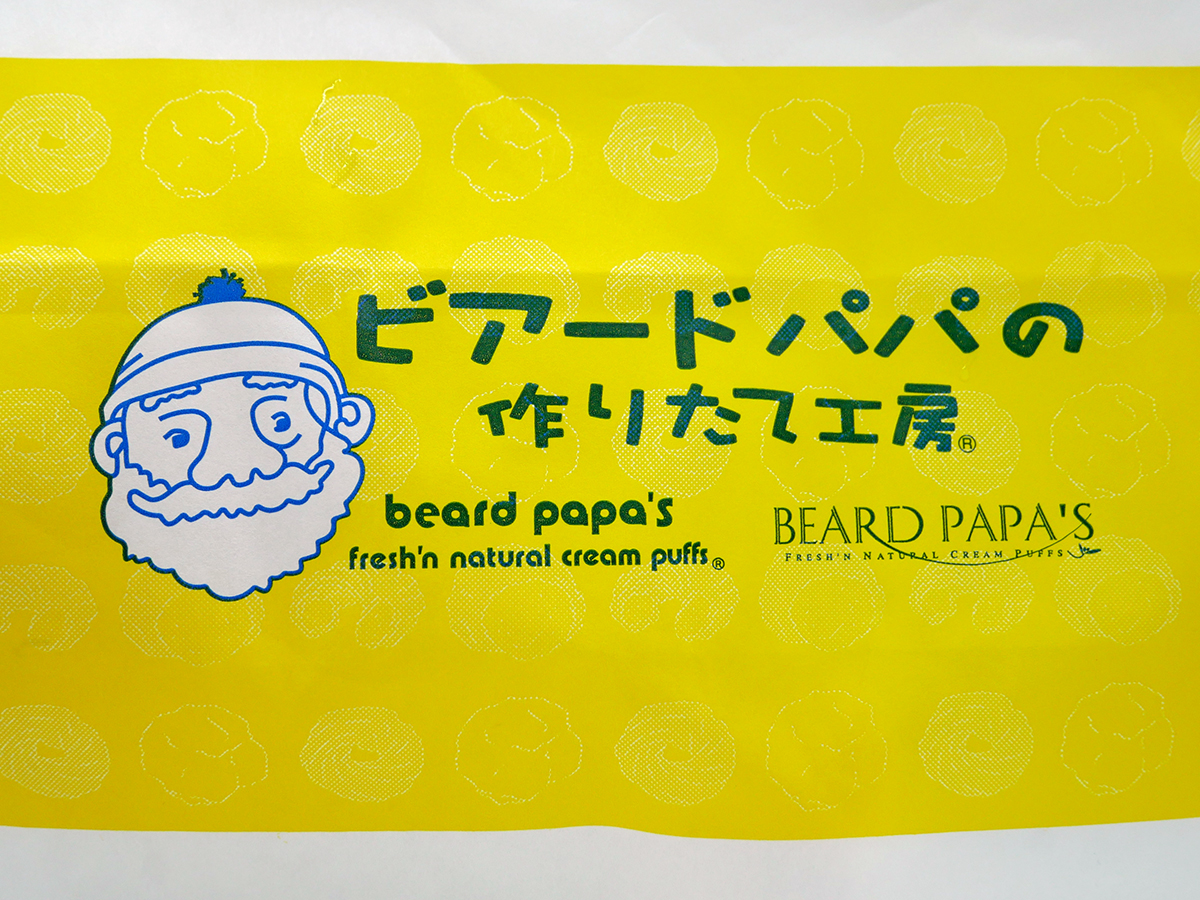 ビアードパパの
作りたて工房®
beard papa's
fresh'n natural cream puffs®
BEARD PAPA'S
FRESH'N NATURAL CREAM PUFFS